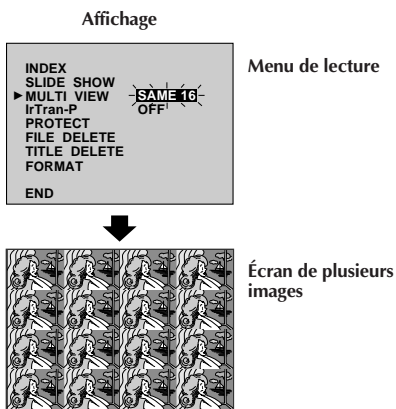 Affichage
INDEX
SLIDE SHOW
►MULTI VIEW SAME 16
IrTran-P OFF
PROTECT
FILE DELETE
TITLE DELETE
FORMAT
END
Menu de lecture
Écran de plusieurs
images